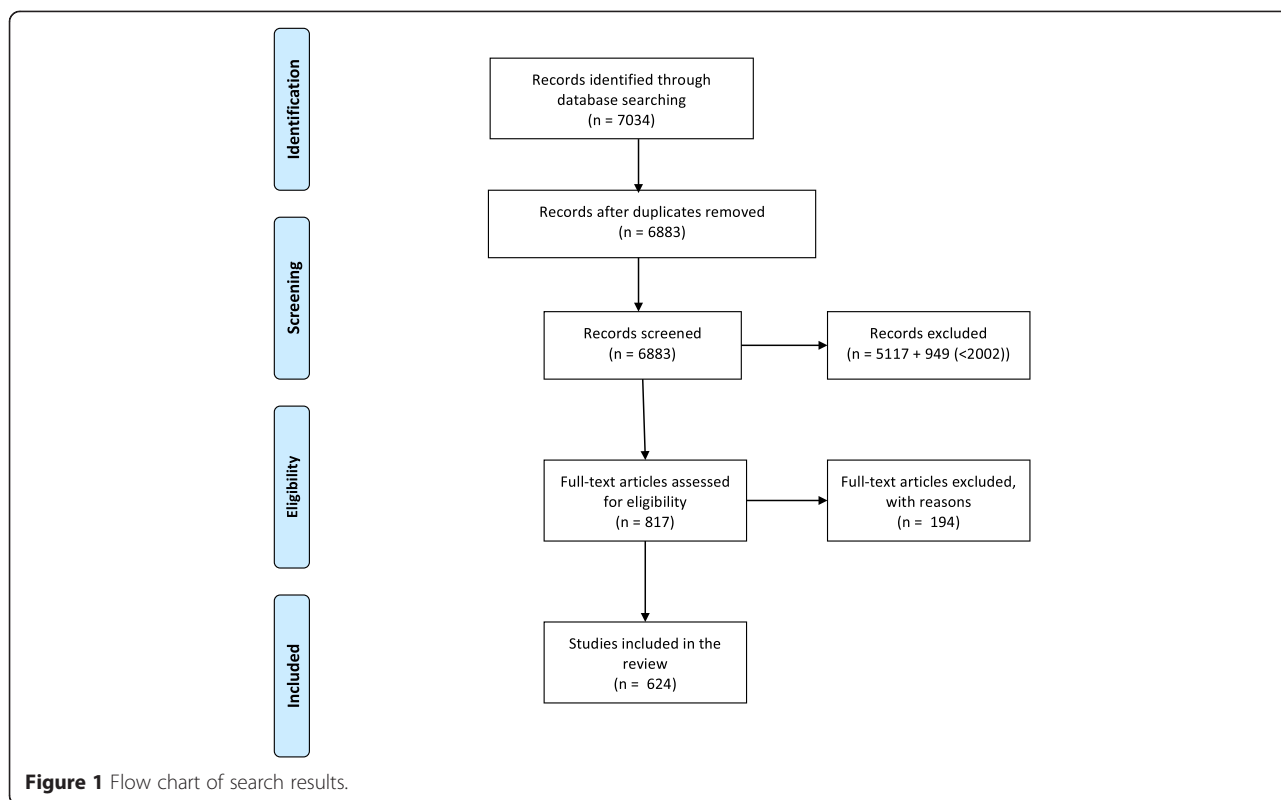 Identification
Records identified through
database searching
(n = 7034)
Records after duplicates removed
(n = 6883)
Screening
Records screened
(n = 6883)
Records excluded
(n = 5117 + 949 (<2002))
Eligibility
Full-text articles assessed
for eligibility
(n = 817)
Full-text articles excluded,
with reasons
(n =  194)
Included
Studies included in the
review
(n =  624)
Figure 1 Flow chart of search results.